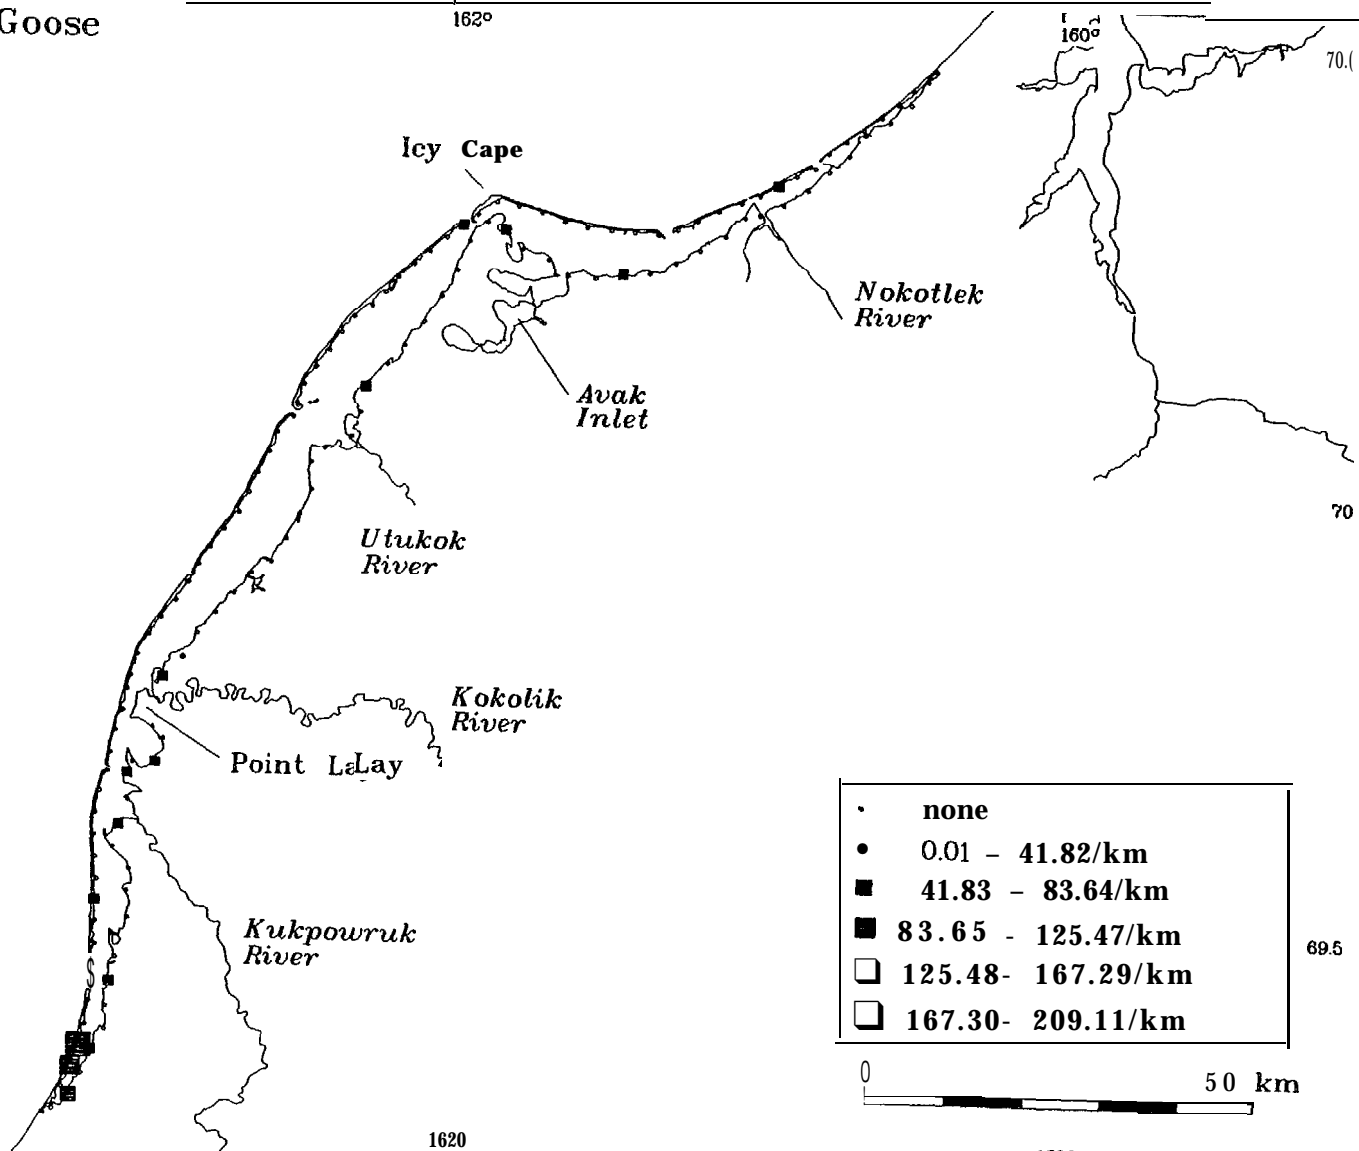 Goose
162°
160°
70.(
Icy Cape
Nokotlek
River
Avak
Inlet
70
Utukok
River
Kokolik
River
Point LaLay
none
0.01 - 41.82/km
41.83 - 83.64/km
83.65 - 125.47/km
125.48- 167.29/km
167.30- 209.11/km
Kukpowruk
River
69.5
0 50 km
1620